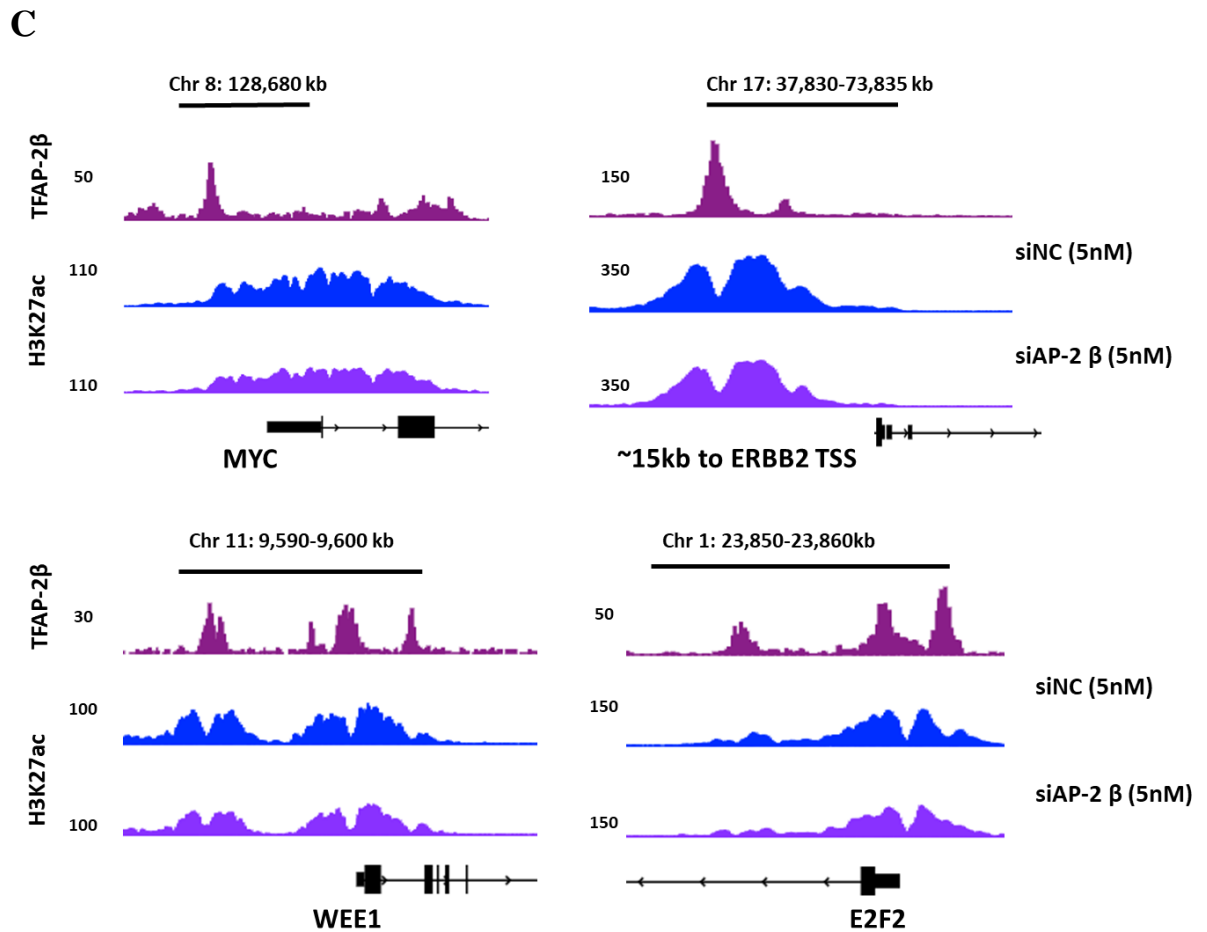 C
Chr 8: 128,680 kb
Chr 17: 37,830-73,835 kb
TFAP-2β
50
150
H3K27ac
110
350
siNC (5nM)
110
350
siAP-2 β (5nM)
MYC
~15kb to ERBB2 TSS
Chr 11: 9,590-9,600 kb
Chr 1: 23,850-23,860kb
TFAP-2β
30
50
H3K27ac
100
150
siNC (5nM)
100
150
siAP-2 β (5nM)
WEE1
E2F2